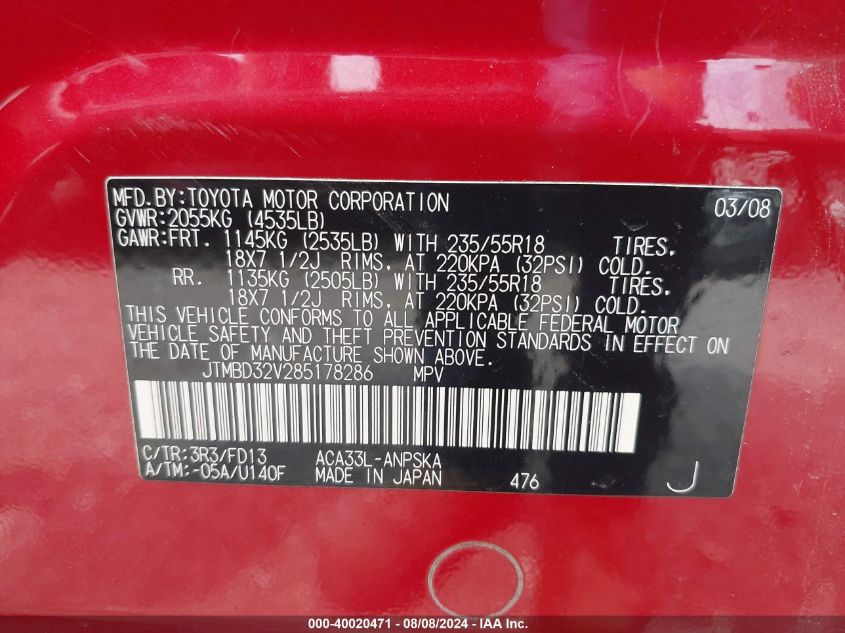 MFD.BY:TOYOTA MOTOR CORPORATION 03/08
GVWR:2055KG (4535LB)
GAWR:FRT. 1145KG (2535LB) WITH 235/55R18 TIRES,
18X7 1/2J RIMS, AT 220KPA (32PSI) COLD.
RR. 1135KG (2505LB) WITH 235/55R18 TIRES,
18X7 1/2J RIMS, AT 220KPA (32PSI) COLD.
THIS VEHICLE CONFORMS TO ALL APPLICABLE FEDERAL MOTOR
VEHICLE SAFETY AND THEFT PREVENTION STANDARDS IN EFFECT ON
THE DATE OF MANUFACTURE SHOWN ABOVE.
JTMBD32V285178286 MPV
C/TR:3R3/FD13 ACA33L-ANPSKA
A/TM:-05A/U140F MADE IN JAPAN 476 J
000-40020471 - 08/08/2024 - IAA Inc.